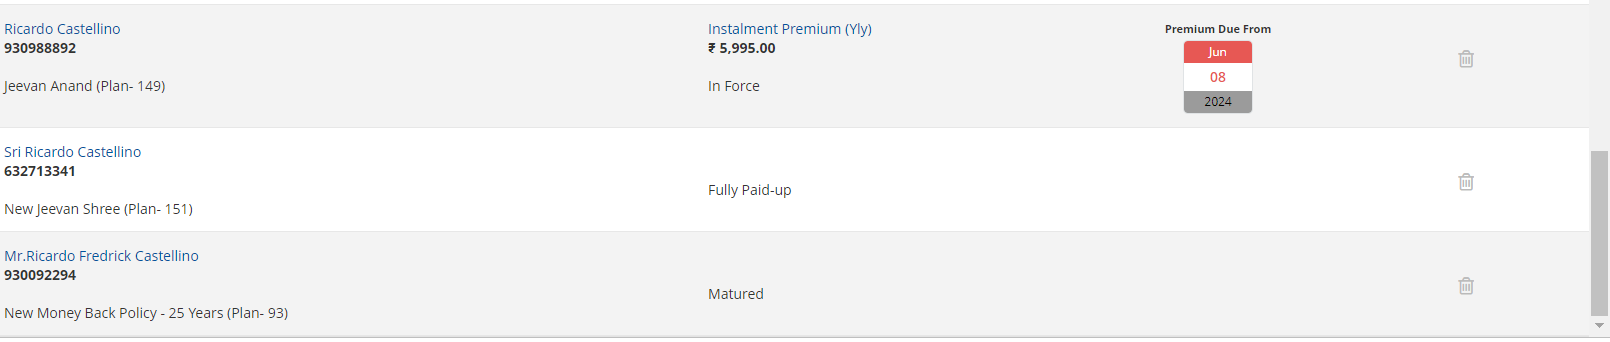 Ricardo Castellino
930988892
Jeevan Anand (Plan- 149)
Instalment Premium (Yly)
₹ 5,995.00
In Force
Premium Due From
Jun
08
2024
Sri Ricardo Castellino
632713341
New Jeevan Shree (Plan- 151)
Fully Paid-up
Mr.Ricardo Fredrick Castellino
930092294
New Money Back Policy - 25 Years (Plan- 93)
Matured